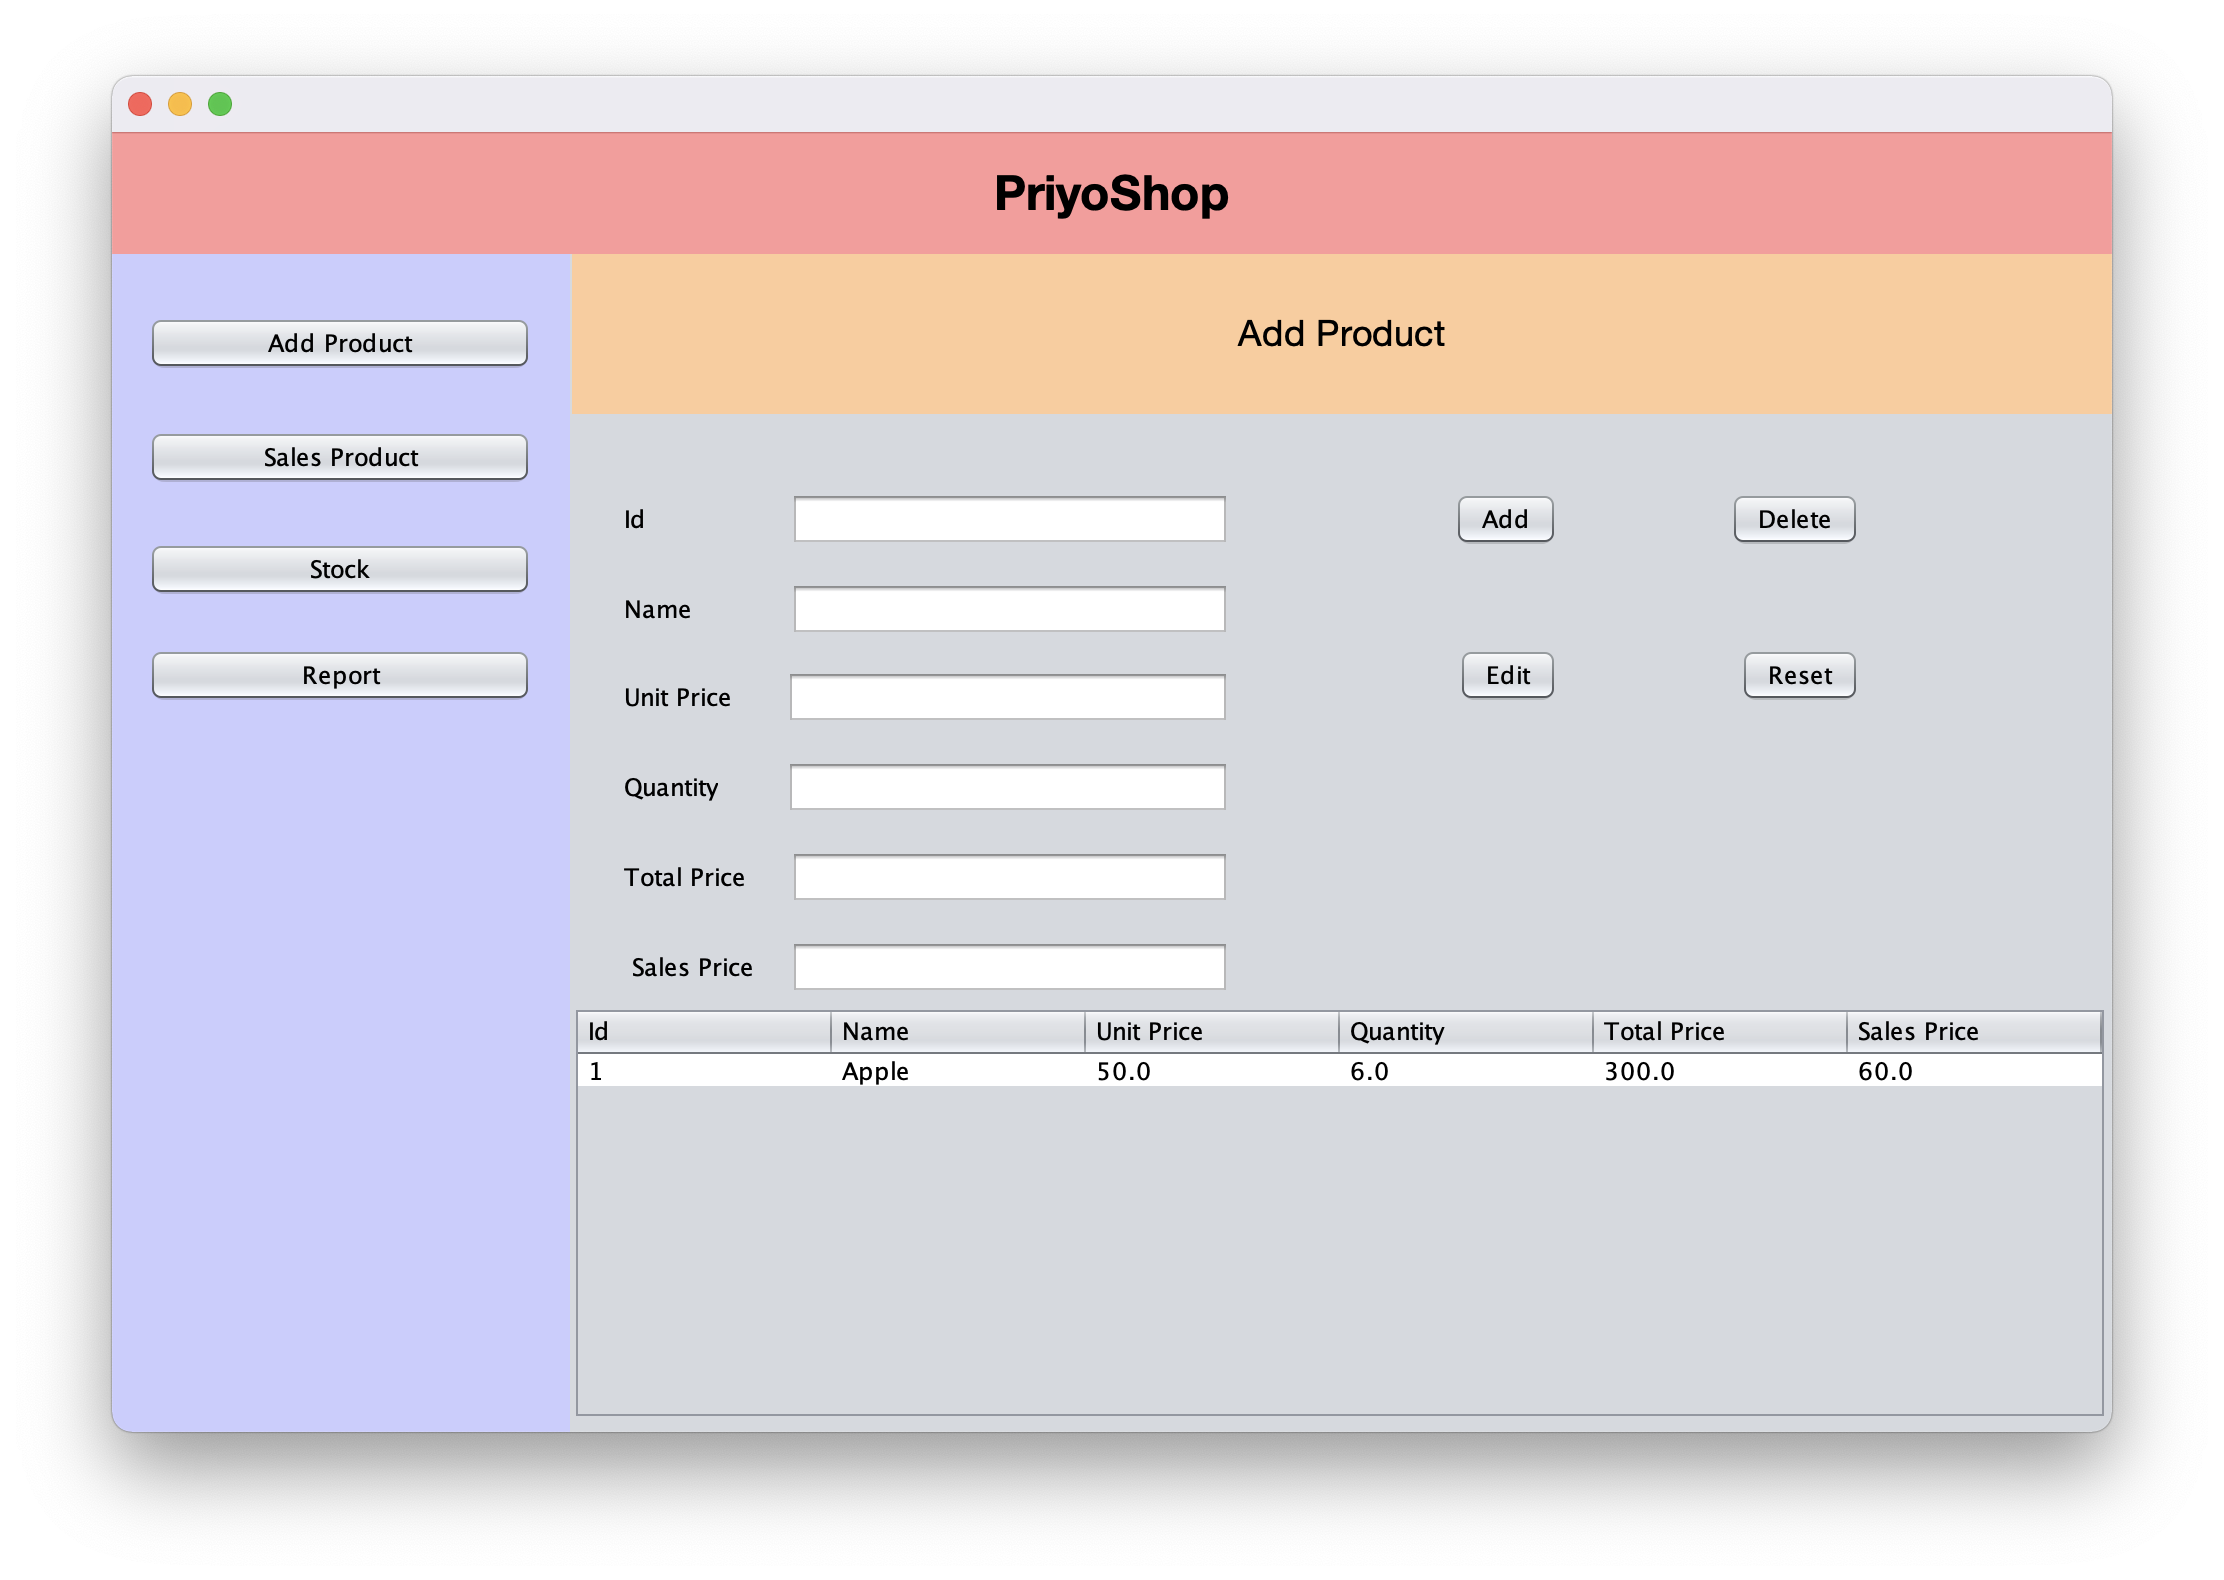 PriyoShop
Add Product
Sales Product
Stock
Report
Add Product
Id
Add
Delete
Name
Unit Price
Edit
Reset
Quantity
Total Price
Sales Price
Id Name Unit Price Quantity Total Price Sales Price
1 Apple 50.0 6.0 300.0 60.0